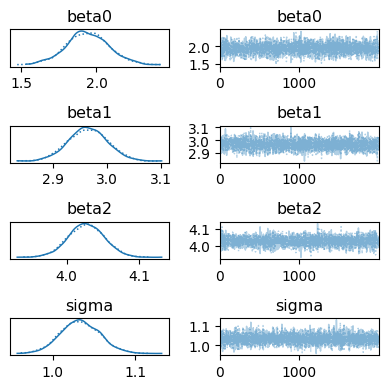 beta0 beta0
2.0
1.5
1.5 2.0 0 1000
beta1 beta1
3.1
3.0
2.9
2.9 3.0 3.1 0 1000
beta2 beta2
4.1
4.0
4.0 4.1 0 1000
sigma sigma
1.1
1.0
1.0 1.1 0 1000